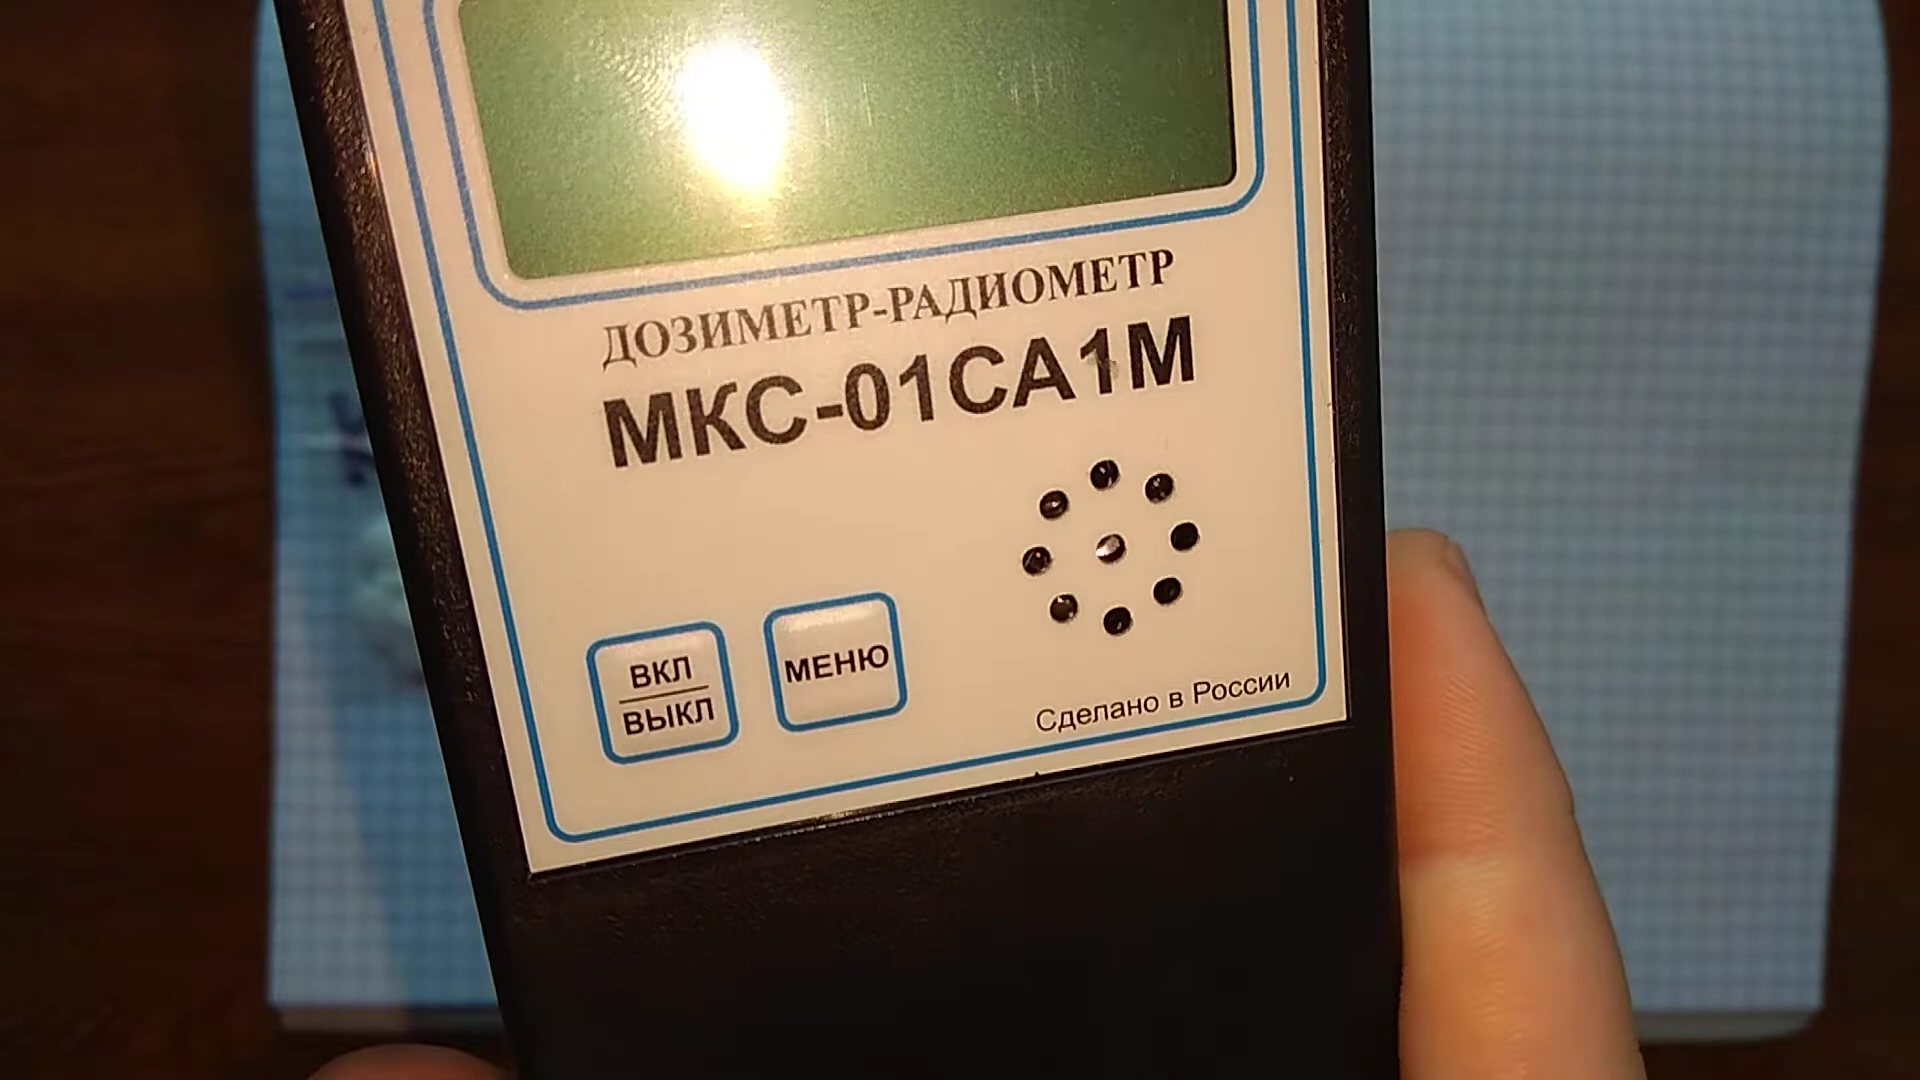 ДОЗИМЕТР-РАДИОМЕТР
МКС-01СА1М
ВКЛ
ВЫКЛ
МЕНЮ
Сделано в России